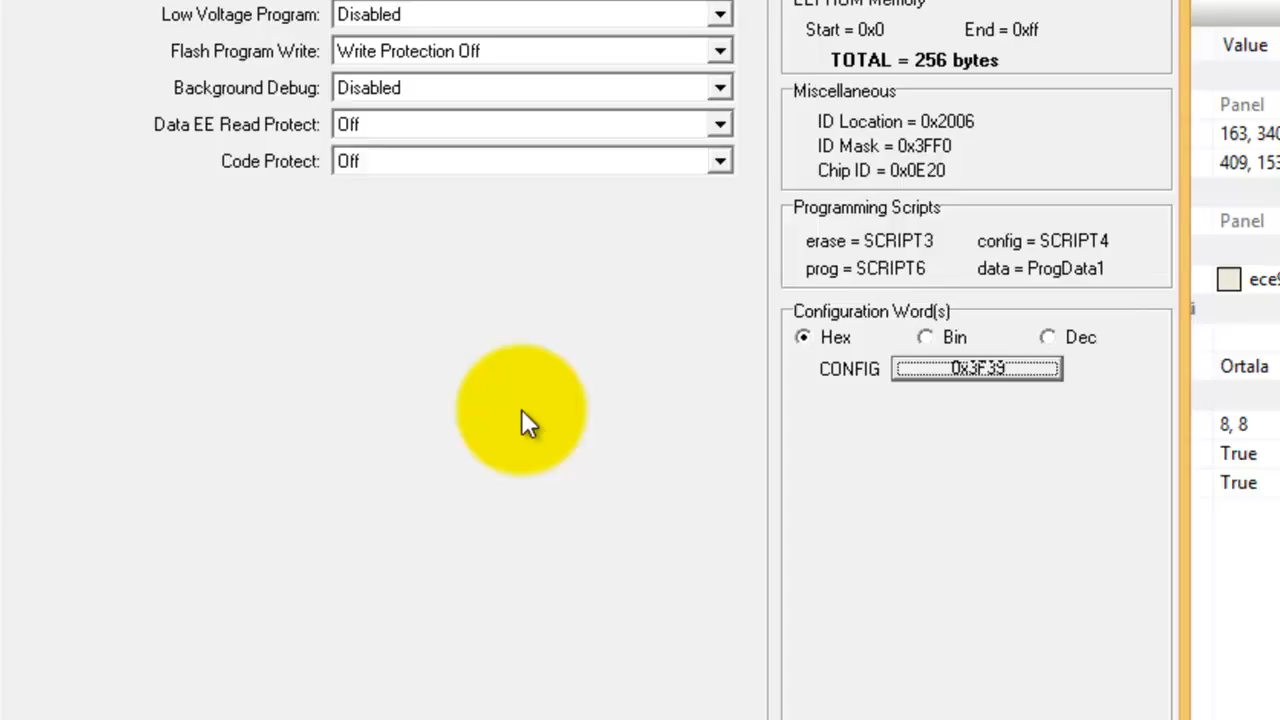 Low Voltage Program: Disabled
Flash Program Write: Write Protection Off
Background Debug: Disabled
Data EE Read Protect: Off
Code Protect: Off
EEPROM Memory
Start = 0x0 End = 0xff
TOTAL = 256 bytes
Miscellaneous
ID Location = 0x2006
ID Mask = 0x3FF0
Chip ID = 0x0E20
Programming Scripts
erase = SCRIPT3 config = SCRIPT4
prog = SCRIPT6 data = ProgData1
Configuration Word(s)
Hex Bin Dec
CONFIG 0x3F39
Value
Panel
163, 340
409, 153
Panel
ece9
Ortala
8, 8
True
True